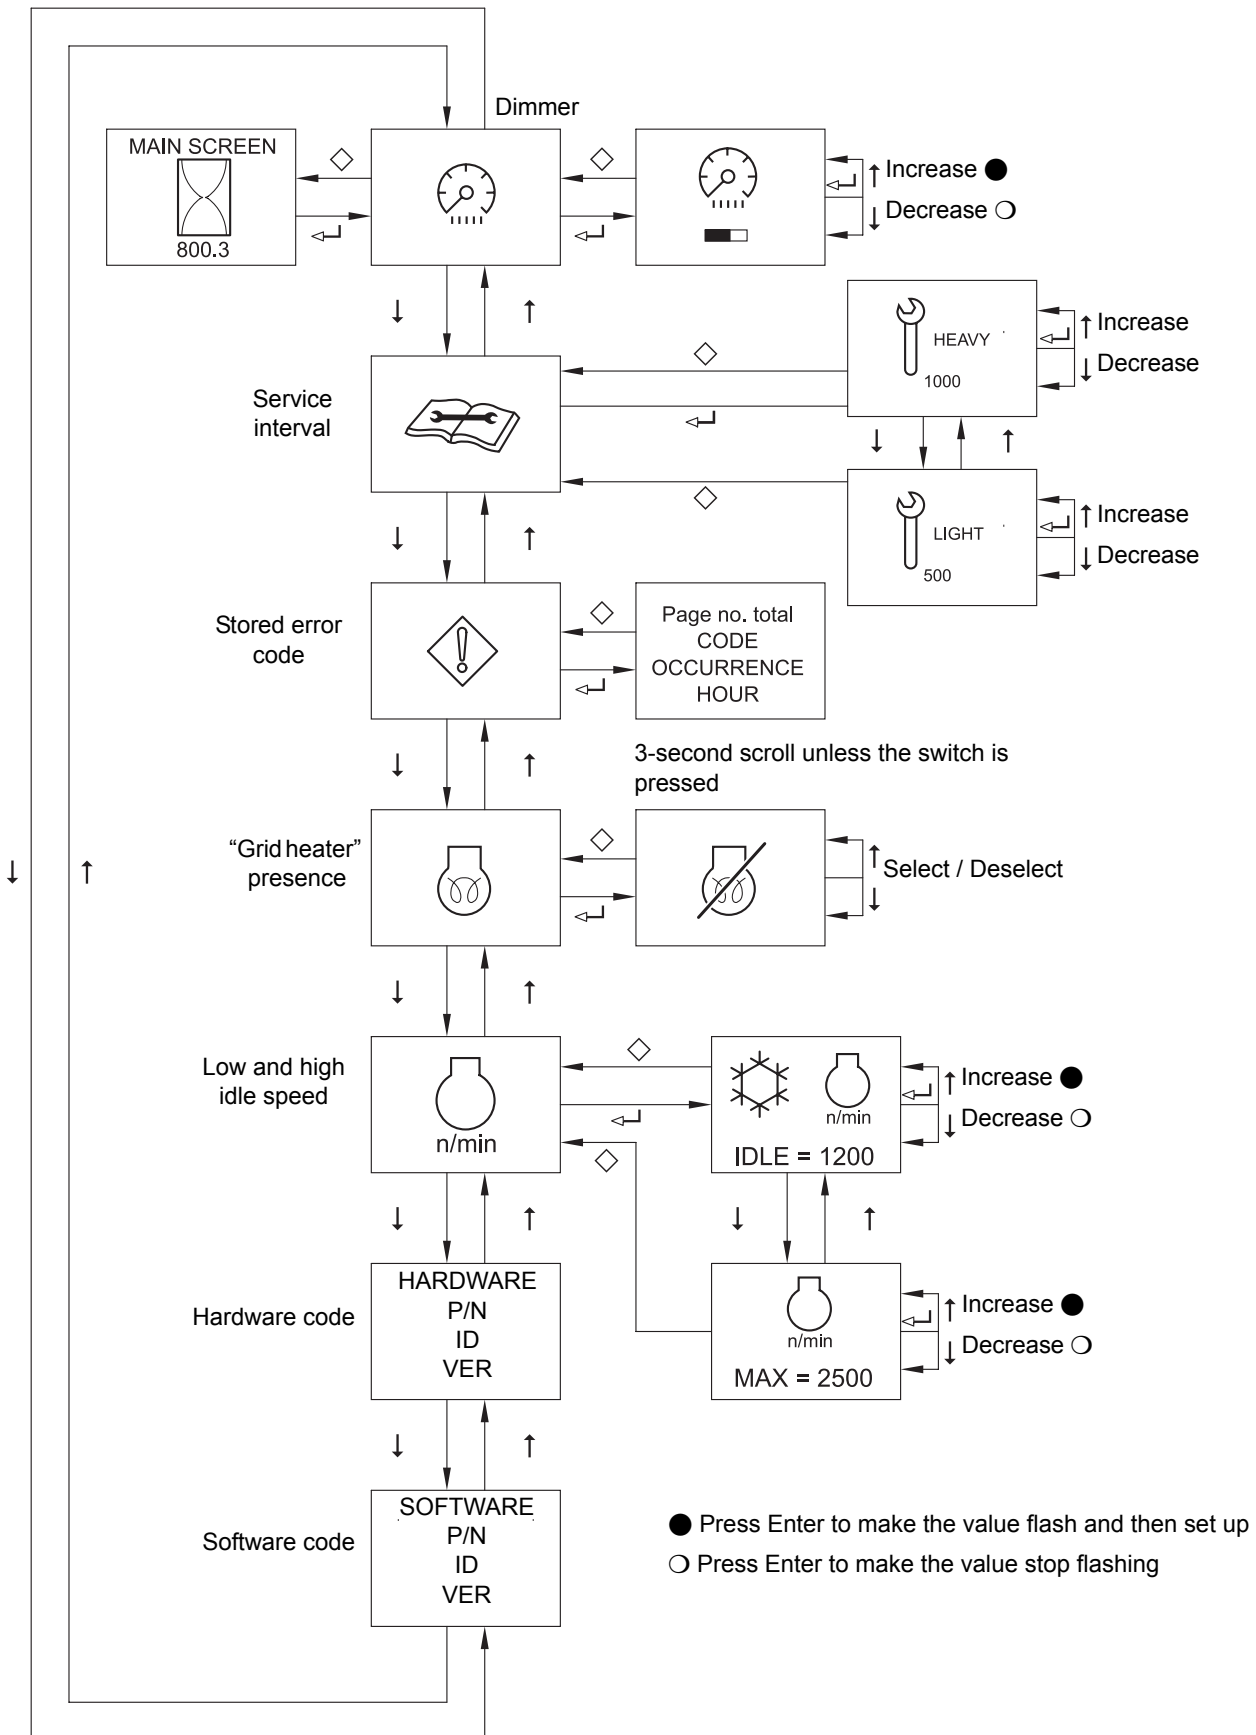 Dimmer
MAIN SCREEN
800.3
Increase
Decrease
HEAVY
1000
Increase
Decrease
Service
interval
LIGHT
500
Increase
Decrease
Stored error
code
Page no. total
CODE
OCCURRENCE
HOUR
3-second scroll unless the switch is
pressed
“Grid heater”
presence
Select / Deselect
Low and high
idle speed
n/min
n/min
IDLE = 1200
Increase
Decrease
Hardware code
HARDWARE
P/N
ID
VER
n/min
MAX = 2500
Increase
Decrease
Software code
SOFTWARE
P/N
ID
VER
Press Enter to make the value flash and then set up
Press Enter to make the value stop flashing